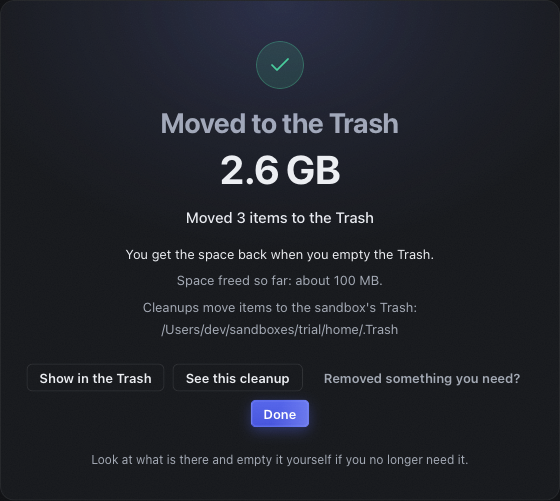 Moved to the Trash
2.6 GB
Moved 3 items to the Trash
You get the space back when you empty the Trash.
Space freed so far: about 100 MB.
Cleanups move items to the sandbox's Trash:
/Users/dev/sandboxes/trial/home/.Trash
Show in the Trash
See this cleanup
Removed something you need?
Done
Look at what is there and empty it yourself if you no longer need it.